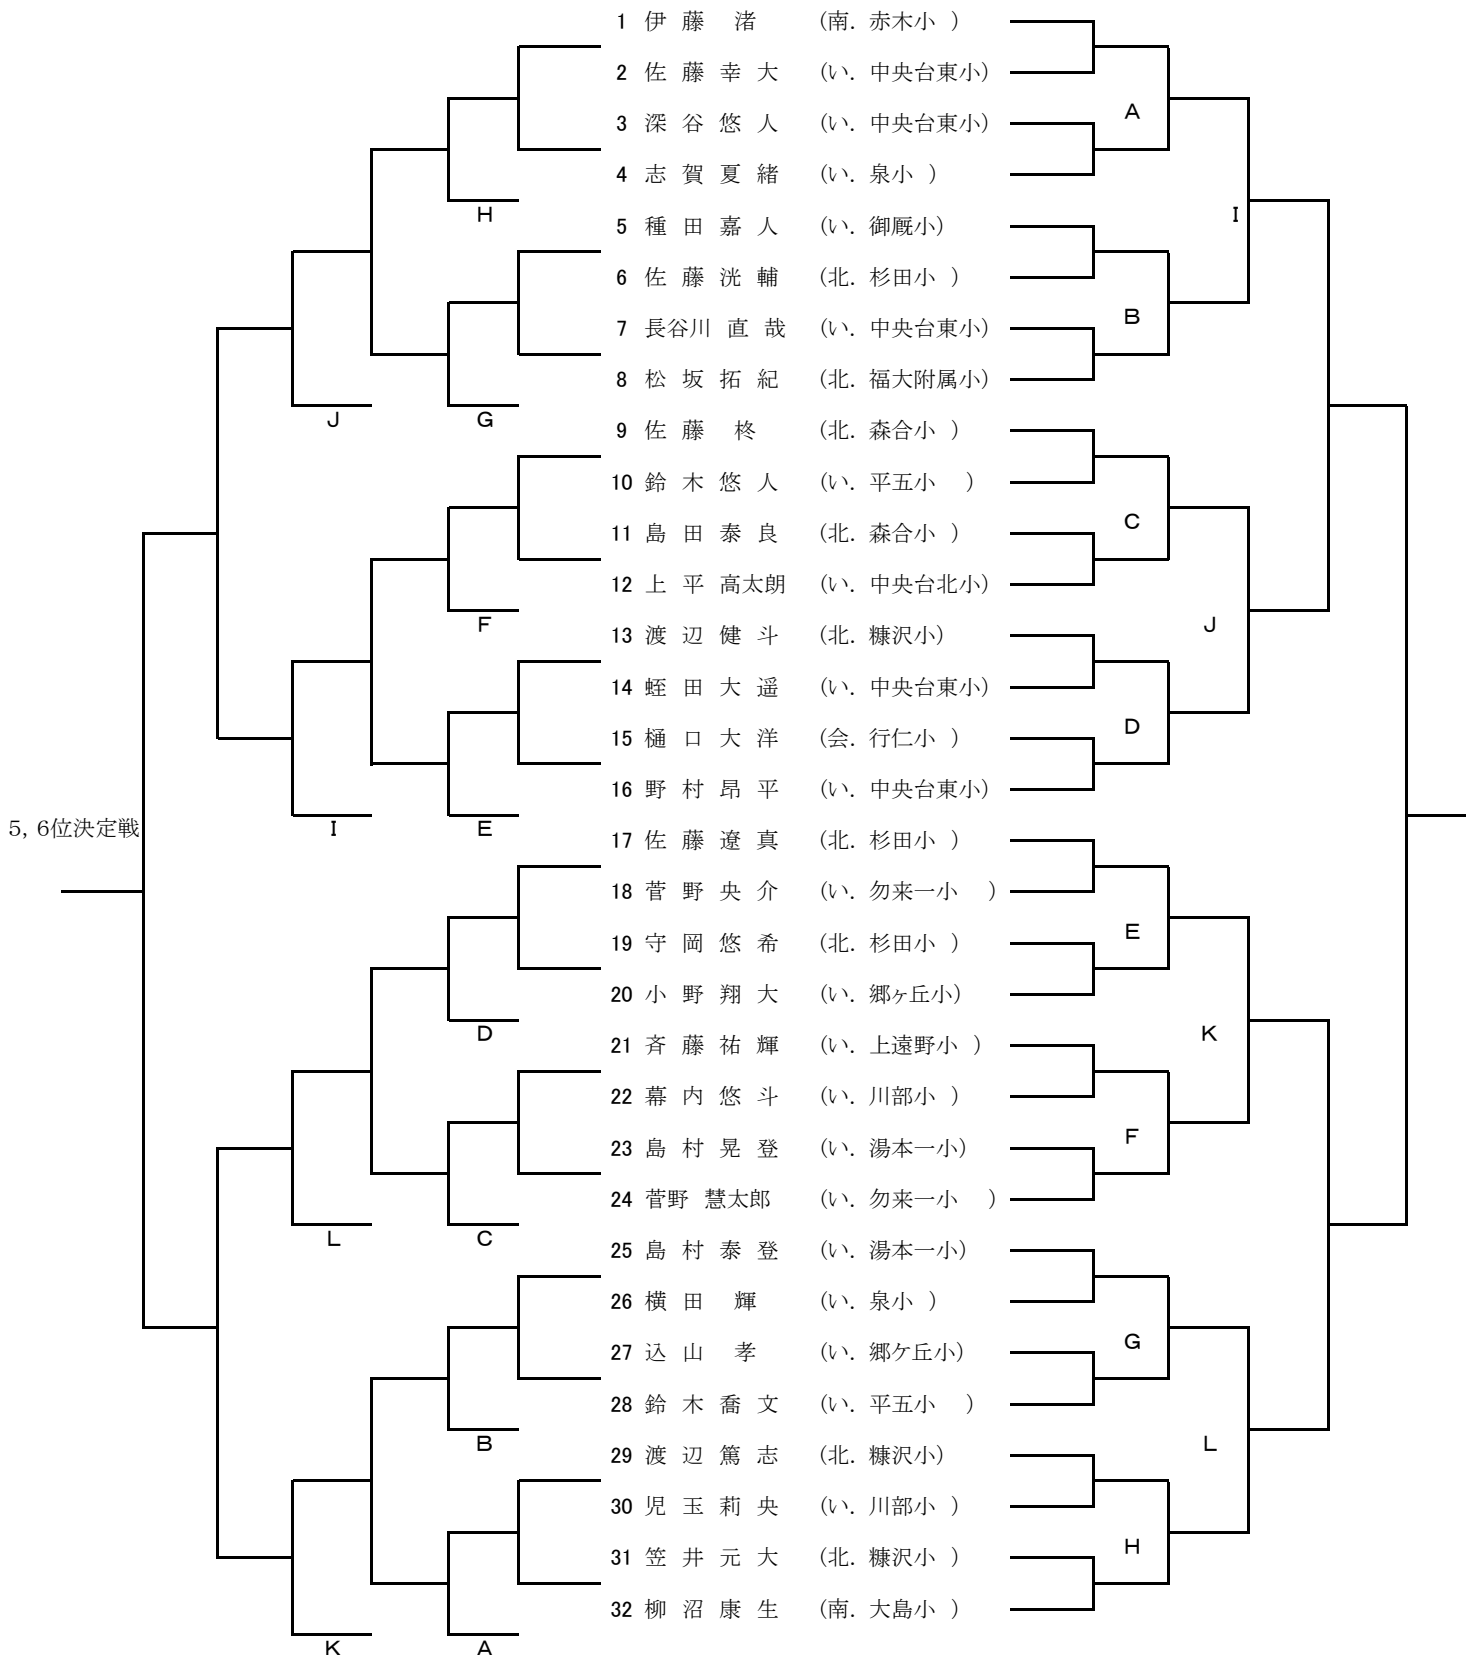 1 伊 藤 渚 (南. 赤木小 )
2 佐 藤 幸 大 (い. 中央台東小)
A
3 深 谷 悠 人 (い. 中央台東小)
4 志 賀 夏 緒 (い. 泉小 )
H
I
5 種 田 嘉 人 (い. 御厩小)
6 佐 藤 洸 輔 (北. 杉田小 )
B
7 長谷川 直 哉 (い. 中央台東小)
8 松 坂 拓 紀 (北. 福大附属小)
J
G
9 佐 藤 柊 (北. 森合小 )
10 鈴 木 悠 人 (い. 平五小 )
C
11 島 田 泰 良 (北. 森合小 )
12 上 平 高太朗 (い. 中央台北小)
F
J
13 渡 辺 健 斗 (北. 糠沢小)
14 蛭 田 大 遥 (い. 中央台東小)
D
15 樋 口 大 洋 (会. 行仁小 )
16 野 村 昂 平 (い. 中央台東小)
5, 6位決定戦
I
E
17 佐 藤 遼 真 (北. 杉田小 )
18 菅 野 央 介 (い. 勿来一小 )
E
19 守 岡 悠 希 (北. 杉田小 )
20 小 野 翔 大 (い. 郷ヶ丘小)
D
K
21 斉 藤 祐 輝 (い. 上遠野小 )
22 幕 内 悠 斗 (い. 川部小 )
F
23 島 村 晃 登 (い. 湯本一小)
24 菅野 慧太郎 (い. 勿来一小 )
L
C
25 島 村 泰 登 (い. 湯本一小)
26 横 田 輝 (い. 泉小 )
G
27 込 山 孝 (い. 郷ケ丘小)
28 鈴 木 喬 文 (い. 平五小 )
B
L
29 渡 辺 篤 志 (北. 糠沢小)
30 児 玉 莉 央 (い. 川部小 )
H
31 笠 井 元 大 (北. 糠沢小 )
32 柳 沼 康 生 (南. 大島小 )
K
A